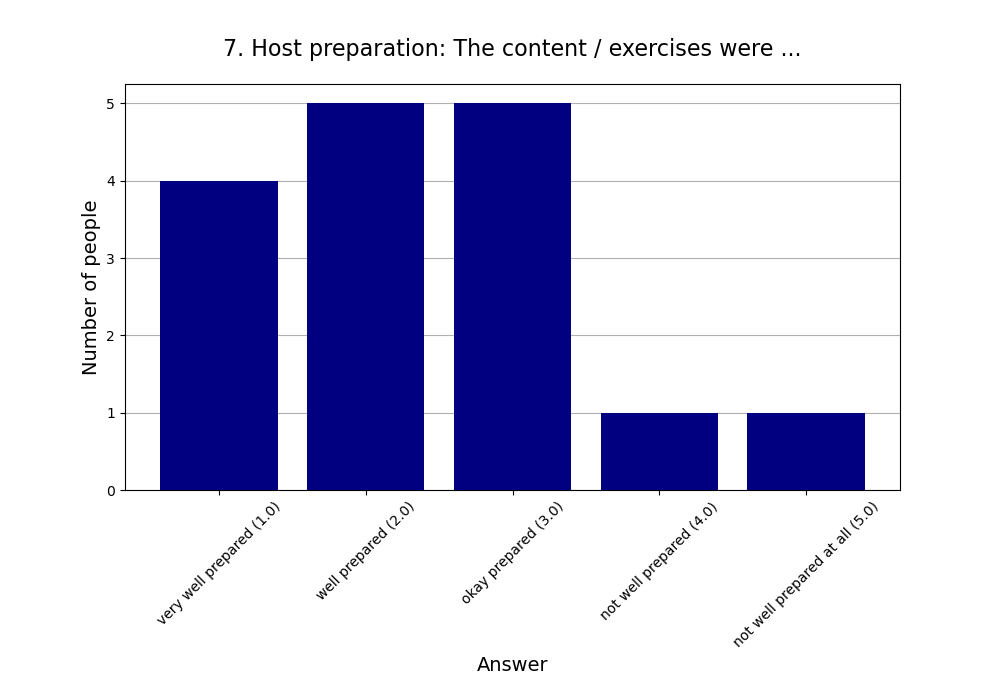 7. Host preparation: The content / exercises were ...
Number of people
5
4
3
2
1
0
very well prepared (1.0)
well prepared (2.0)
okay prepared (3.0)
not well prepared (4.0)
not well prepared at all (5.0)
Answer